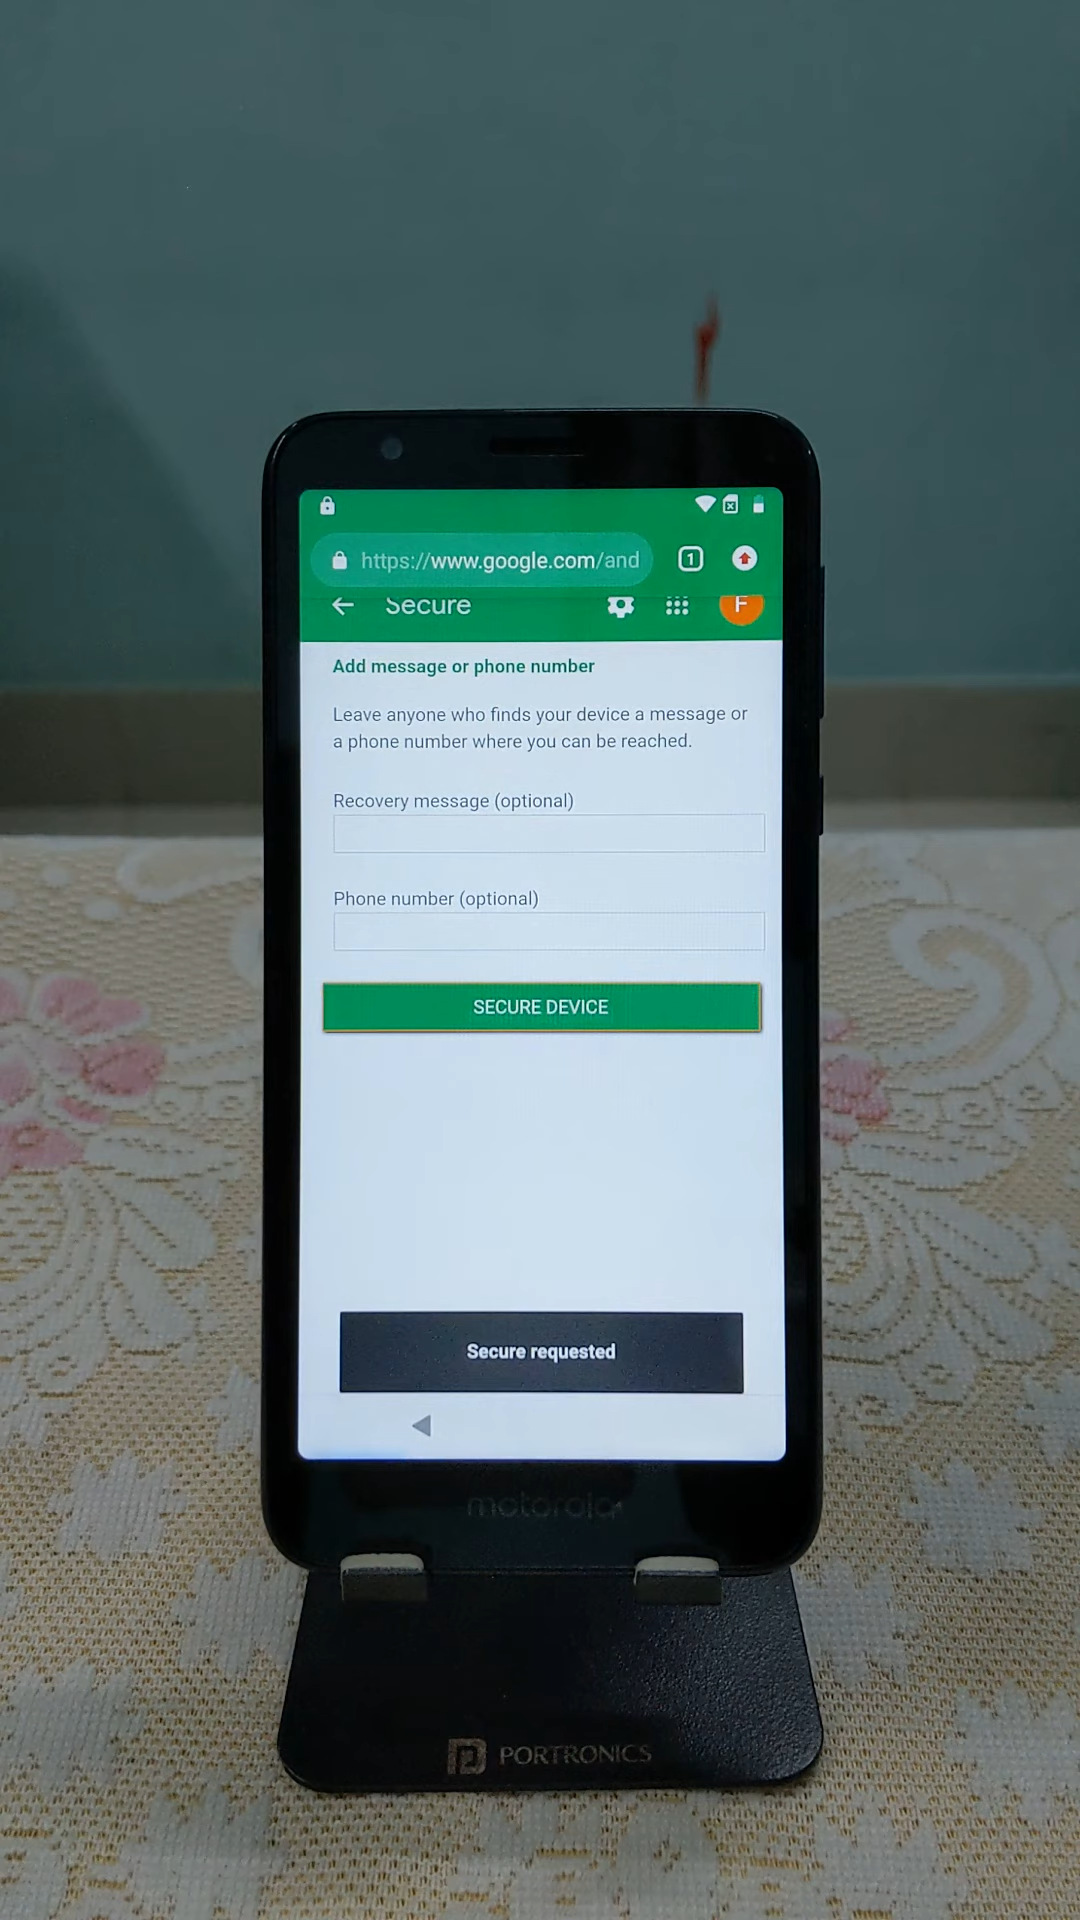 https://www.google.com/and
1
Secure
F
Add message or phone number
Leave anyone who finds your device a message or
a phone number where you can be reached.
Recovery message (optional)
Phone number (optional)
SECURE DEVICE
Secure requested
motorola
PORTRONICS